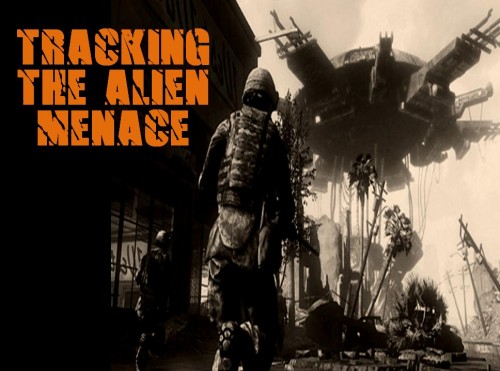 TRACKING
THE ALIEN
MENACE